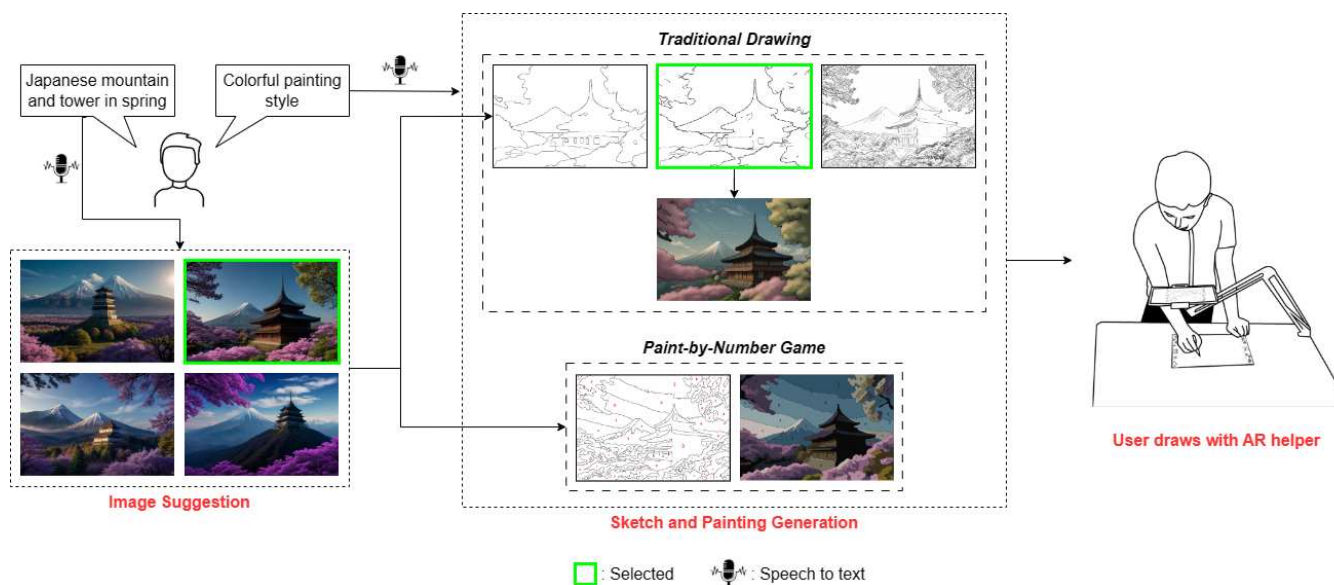 Japanese mountain
and tower in spring
Colorful painting
style
Traditional Drawing
Paint-by-Number Game
Image Suggestion
Sketch and Painting Generation
User draws with AR helper
: Selected
: Speech to text